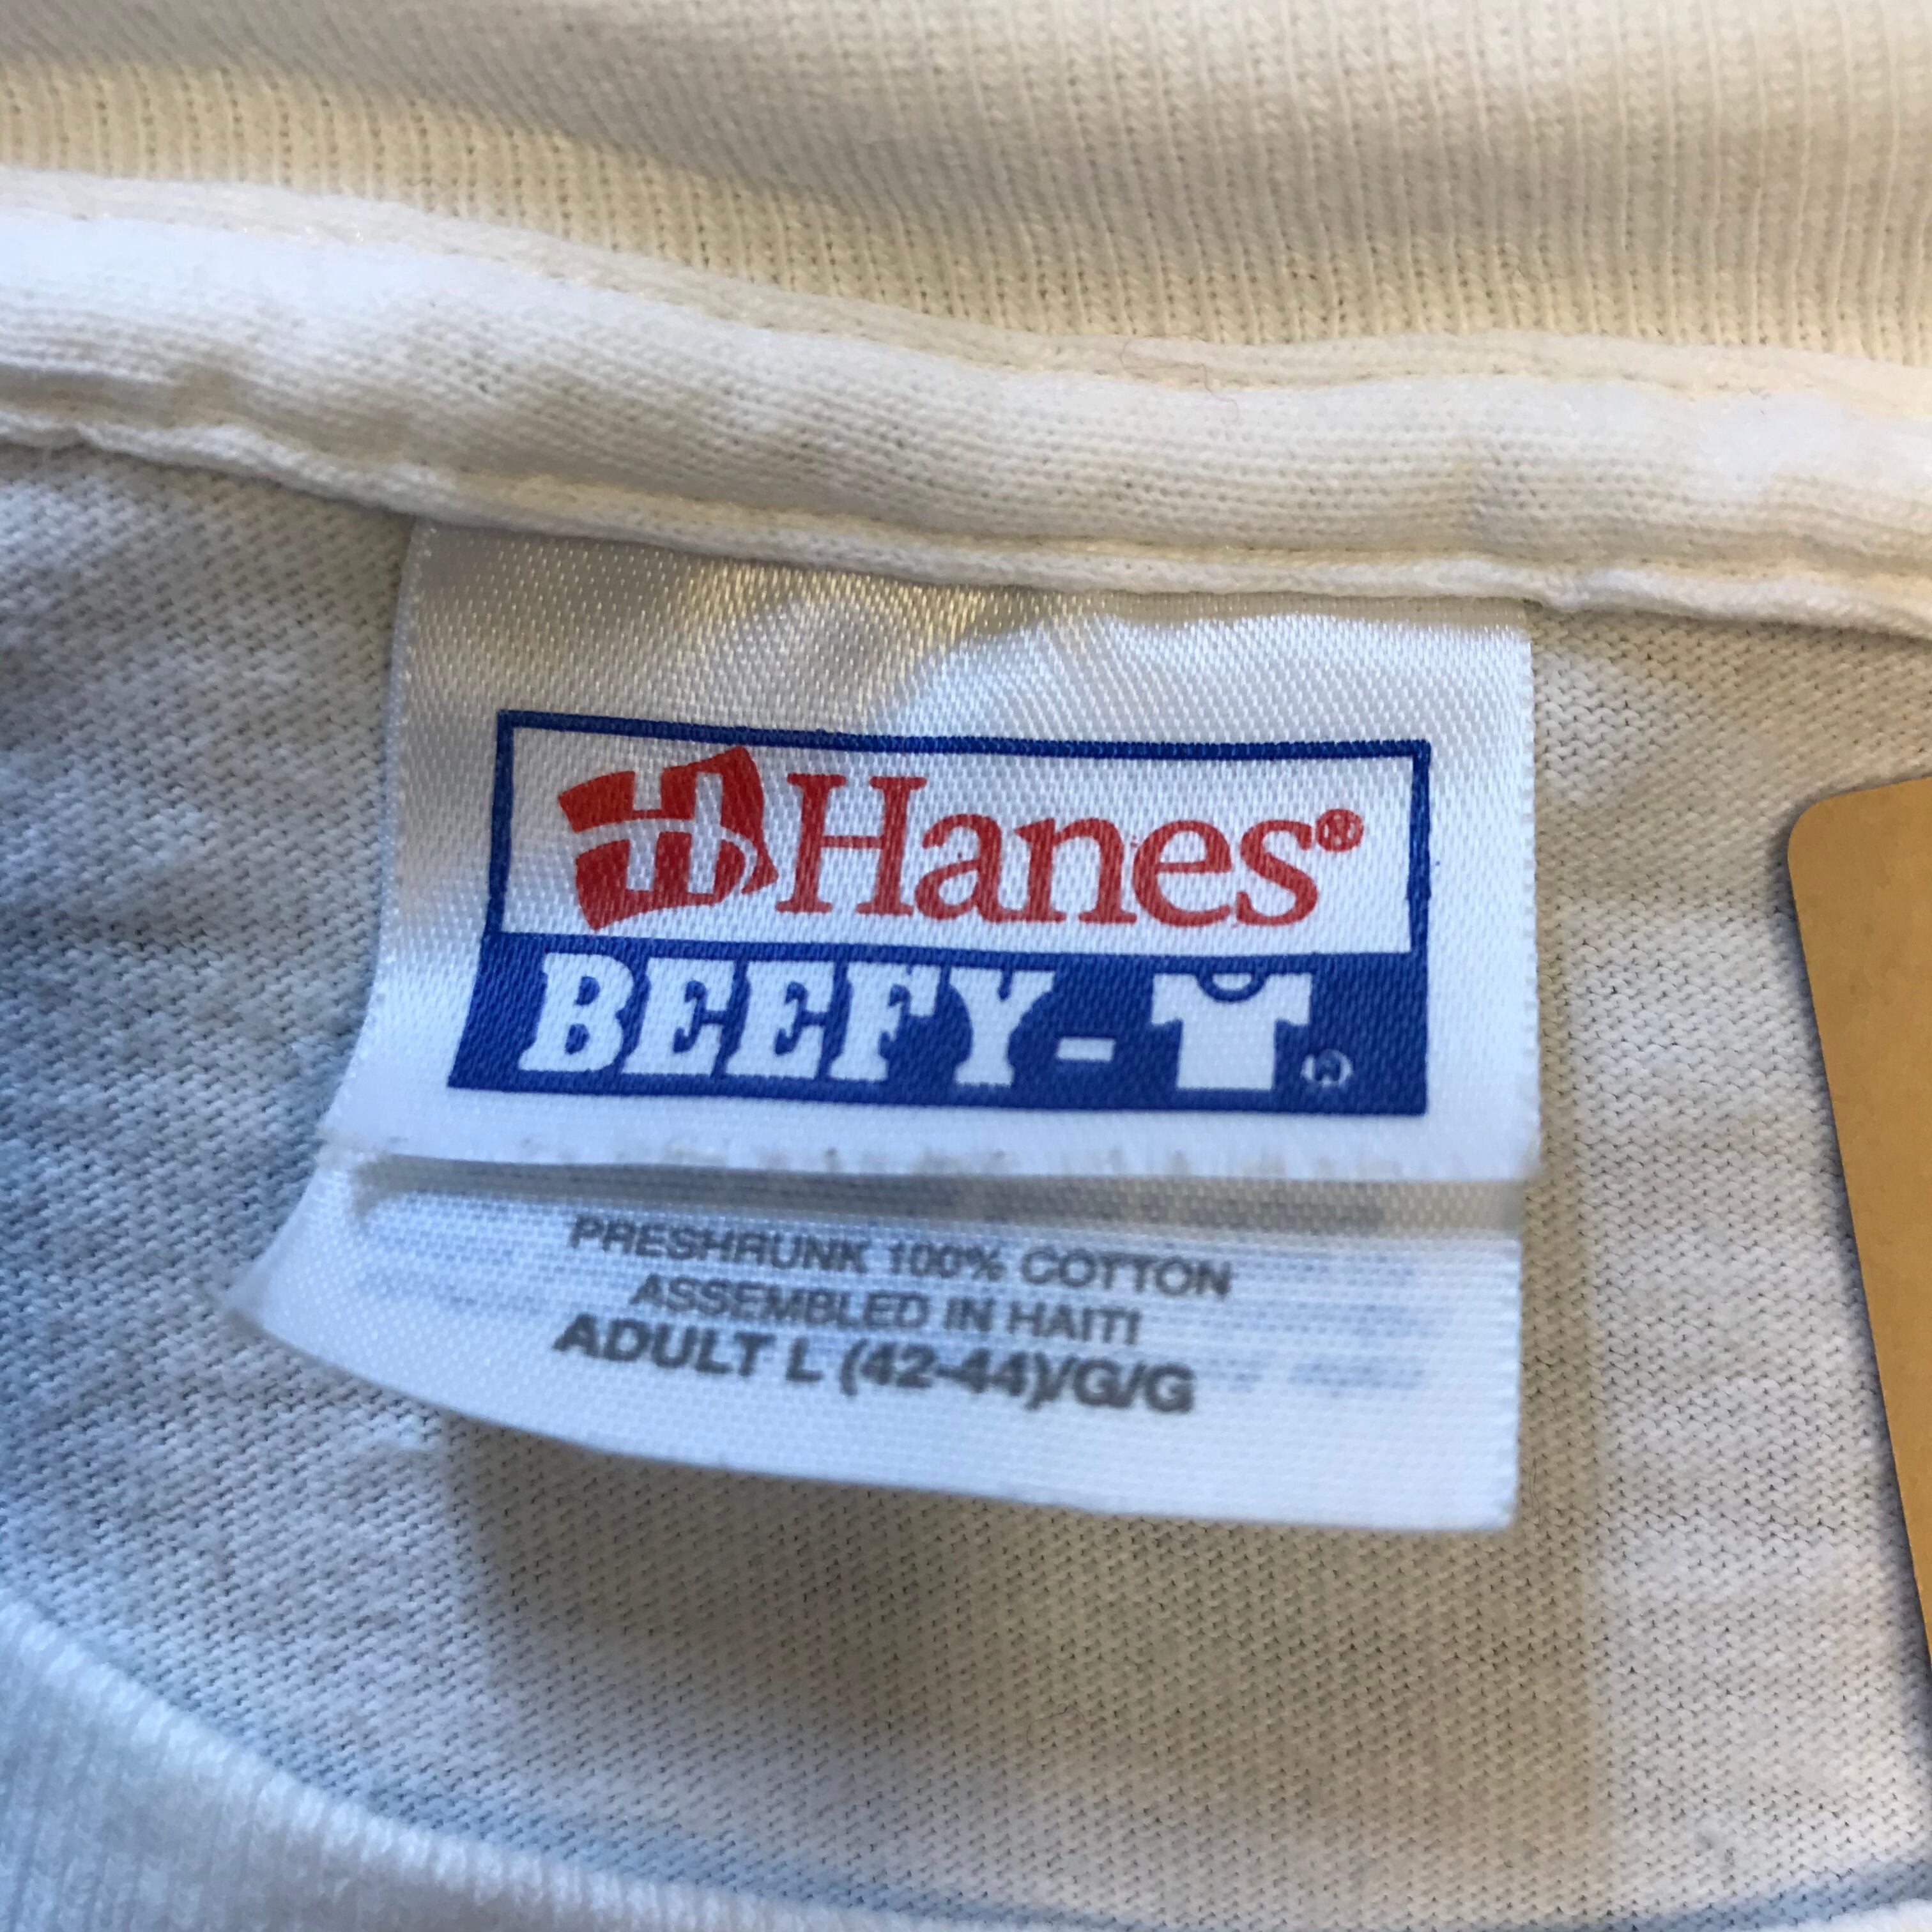 Hanes®
BEEFY-T®
PRESHRUNK 100% COTTON
ASSEMBLED IN HAITI
ADULT L (42-44)/G/G